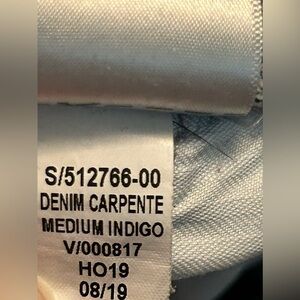 S/512766-00
DENIM CARPENTE
MEDIUM INDIGO
V/000817
HO19
08/19